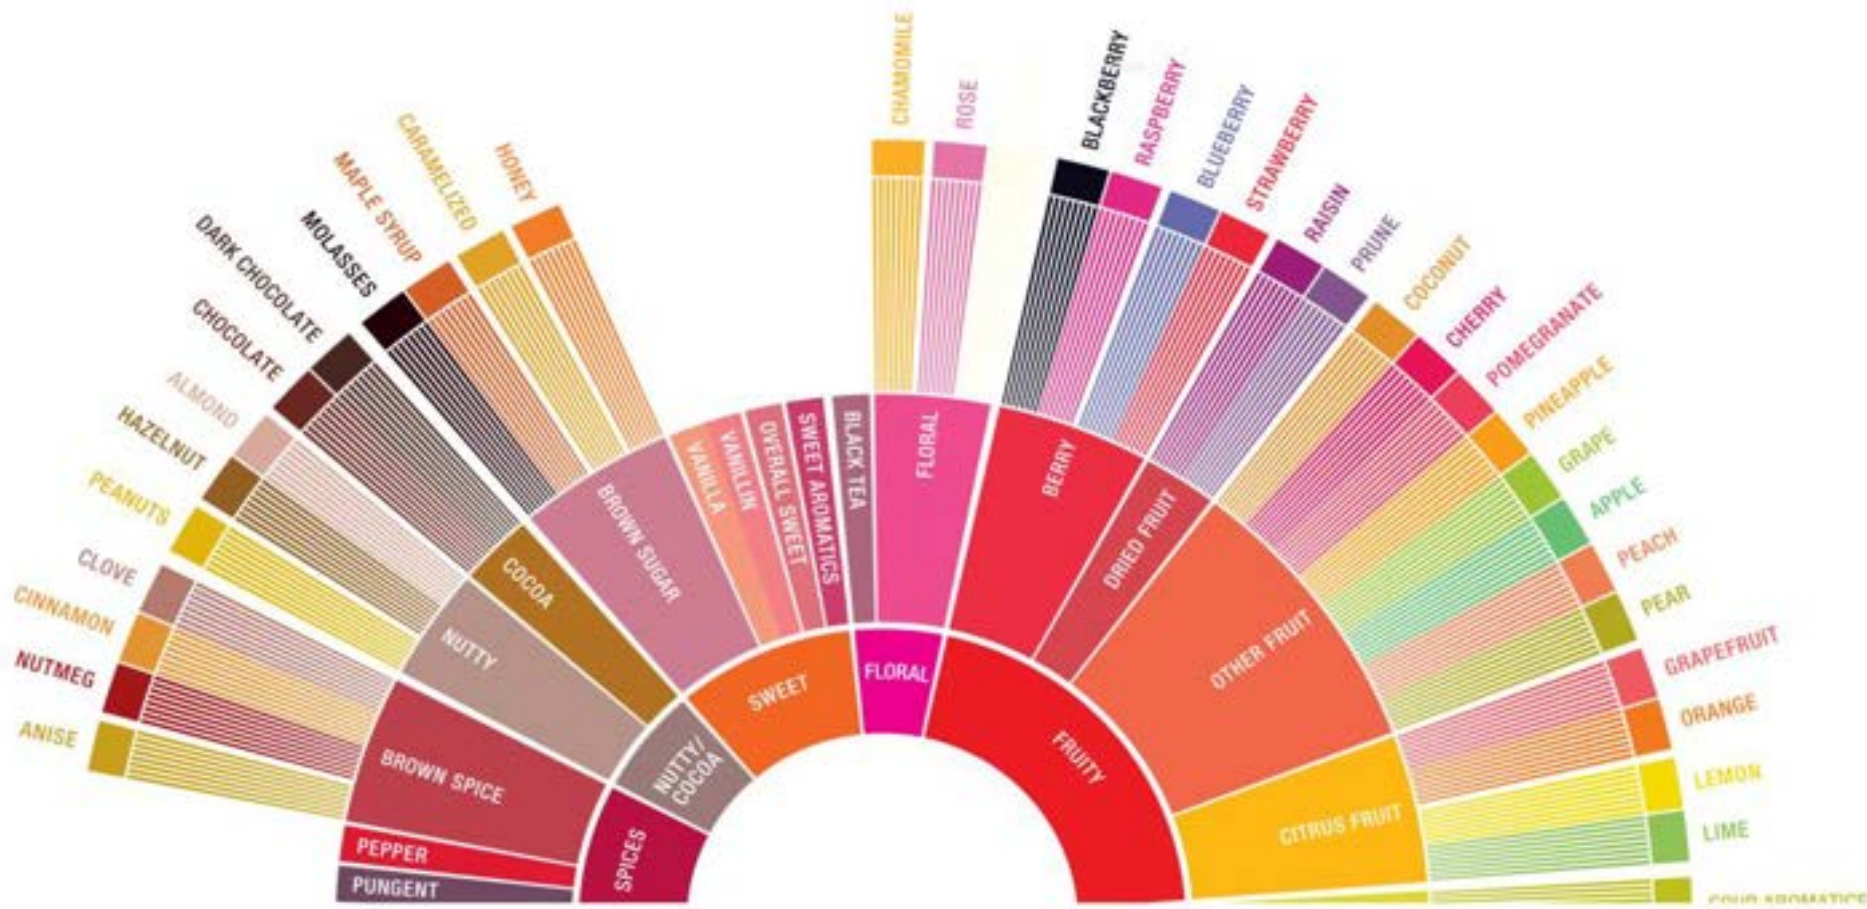 CHAMOMILE
ROSE
BLACKBERRY
RASPBERRY
BLUEBERRY
STRAWBERRY
RAISIN
PRUNE
COCONUT
CHERRY
POMEGRANATE
PINEAPPLE
GRAPE
APPLE
PEACH
PEAR
GRAPEFRUIT
ORANGE
LEMON
LIME
SOUR AROMATICS
HONEY
CARAMELIZED
MAPLE SYRUP
MOLASSES
DARK CHOCOLATE
CHOCOLATE
ALMOND
HAZELNUT
PEANUTS
CLOVE
CINNAMON
NUTMEG
ANISE
PUNGENT
PEPPER
BROWN SPICE
NUTTY
COCOA
BROWN SUGAR
VANILLA
VANILLIN
OVERALL SWEET
SWEET AROMATICS
BLACK TEA
FLORAL
BERRY
DRIED FRUIT
OTHER FRUIT
CITRUS FRUIT
SPICES
NUTTY/
COCOA
SWEET
FLORAL
FRUITY